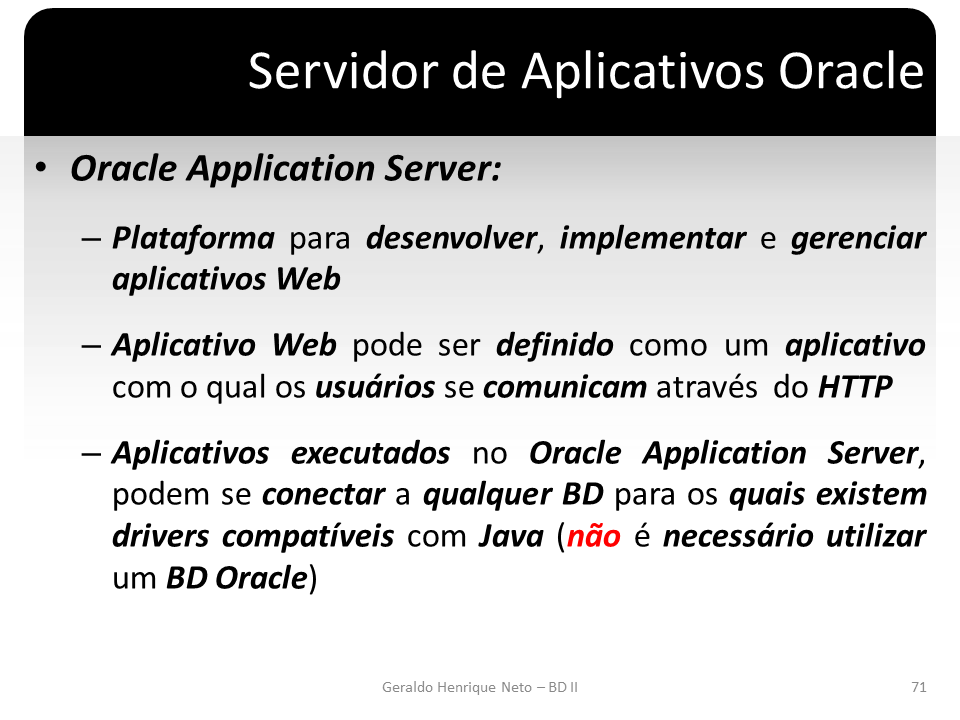 Servidor de Aplicativos Oracle
• Oracle Application Server:
– Plataforma para desenvolver, implementar e gerenciar
aplicativos Web
– Aplicativo Web pode ser definido como um aplicativo
com o qual os usuários se comunicam através do HTTP
– Aplicativos executados no Oracle Application Server,
podem se conectar a qualquer BD para os quais existem
drivers compatíveis com Java (não é necessário utilizar
um BD Oracle)
Geraldo Henrique Neto – BD II 71